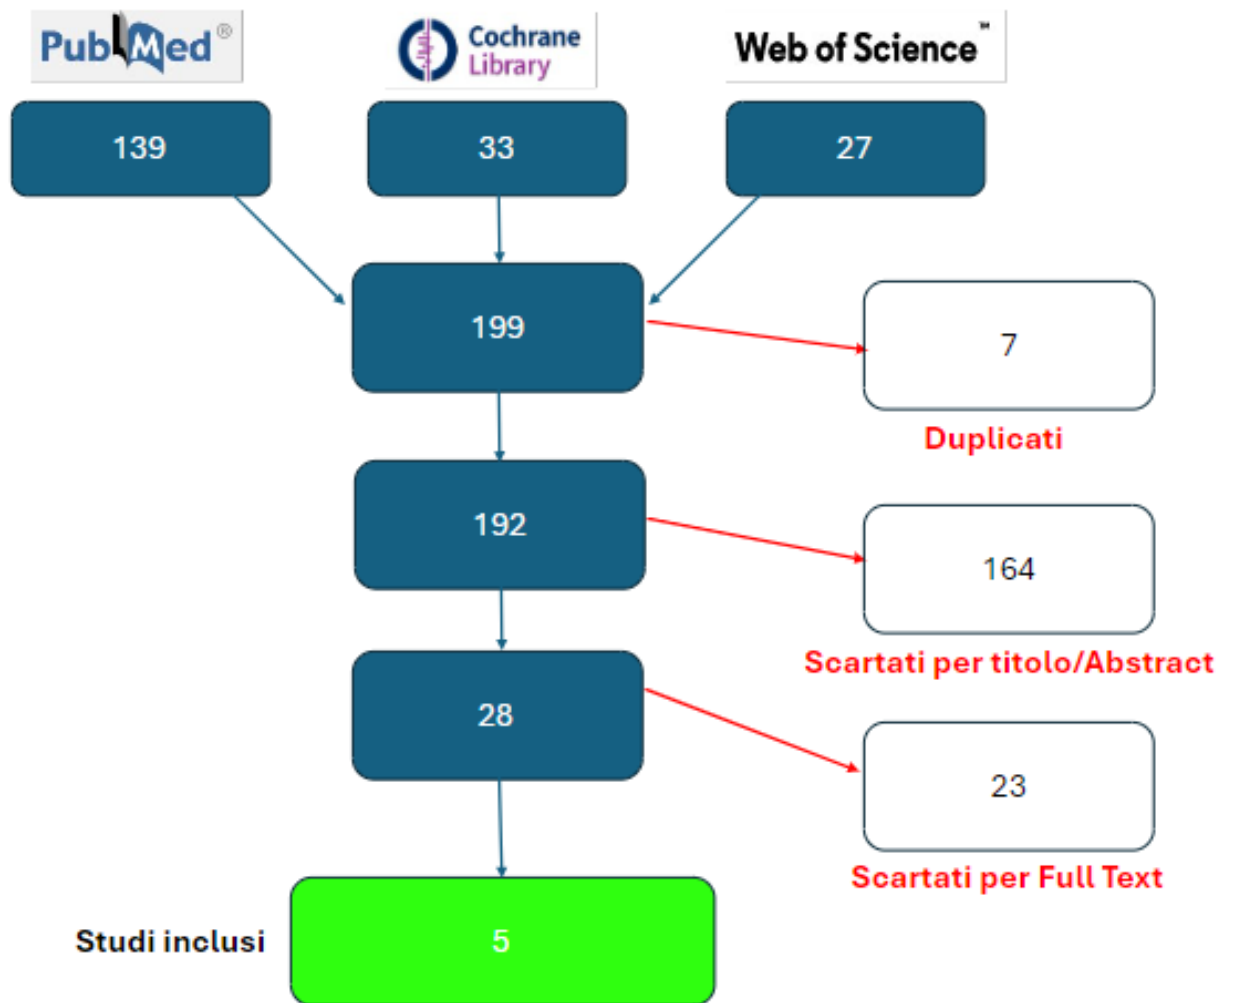 PubMed®
Cochrane
Library
Web of Science™
139
33
27
199
7
Duplicati
192
164
Scartati per titolo/Abstract
28
23
Scartati per Full Text
Studi inclusi
5